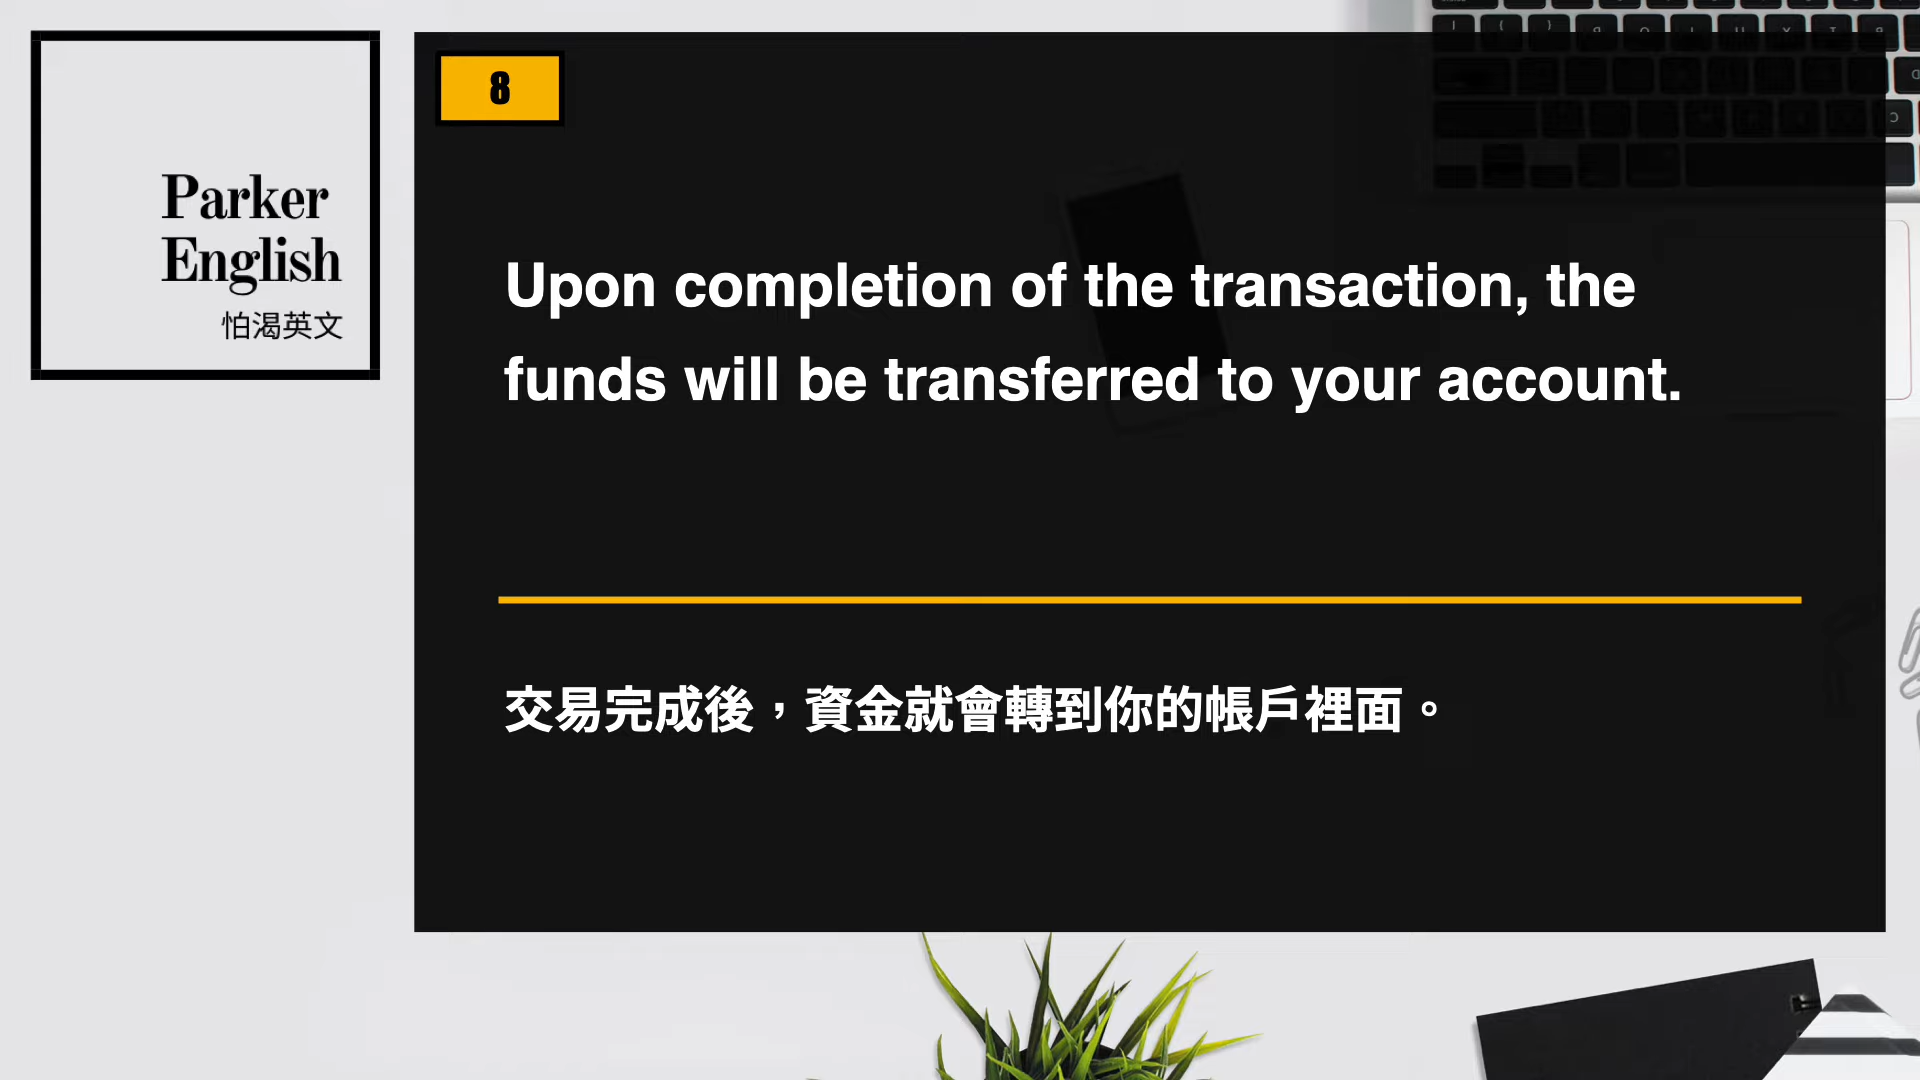 Parker
English
怕渴英文
8
Upon completion of the transaction, the
funds will be transferred to your account.
交易完成後，資金就會轉到你的帳戶裡面。